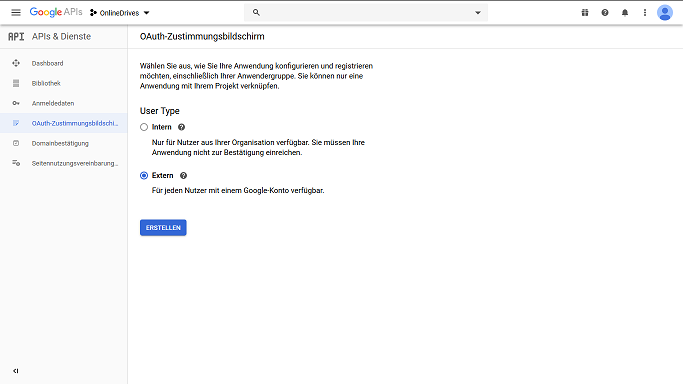 Google APIs
OnlineDrives
API APIs & Dienste
OAuth-Zustimmungsbildschirm
Dashboard
Bibliothek
Anmeldedaten
OAuth-Zustimmungsbildschi...
Domainbestätigung
Seitennutzungsvereinbarung...
Wählen Sie aus, wie Sie Ihre Anwendung konfigurieren und registrieren
möchten, einschließlich Ihrer Anwendergruppe. Sie können nur eine
Anwendung mit Ihrem Projekt verknüpfen.
User Type
Intern
Nur für Nutzer aus Ihrer Organisation verfügbar. Sie müssen Ihre
Anwendung nicht zur Bestätigung einreichen.
Extern
Für jeden Nutzer mit einem Google-Konto verfügbar.
ERSTELLEN